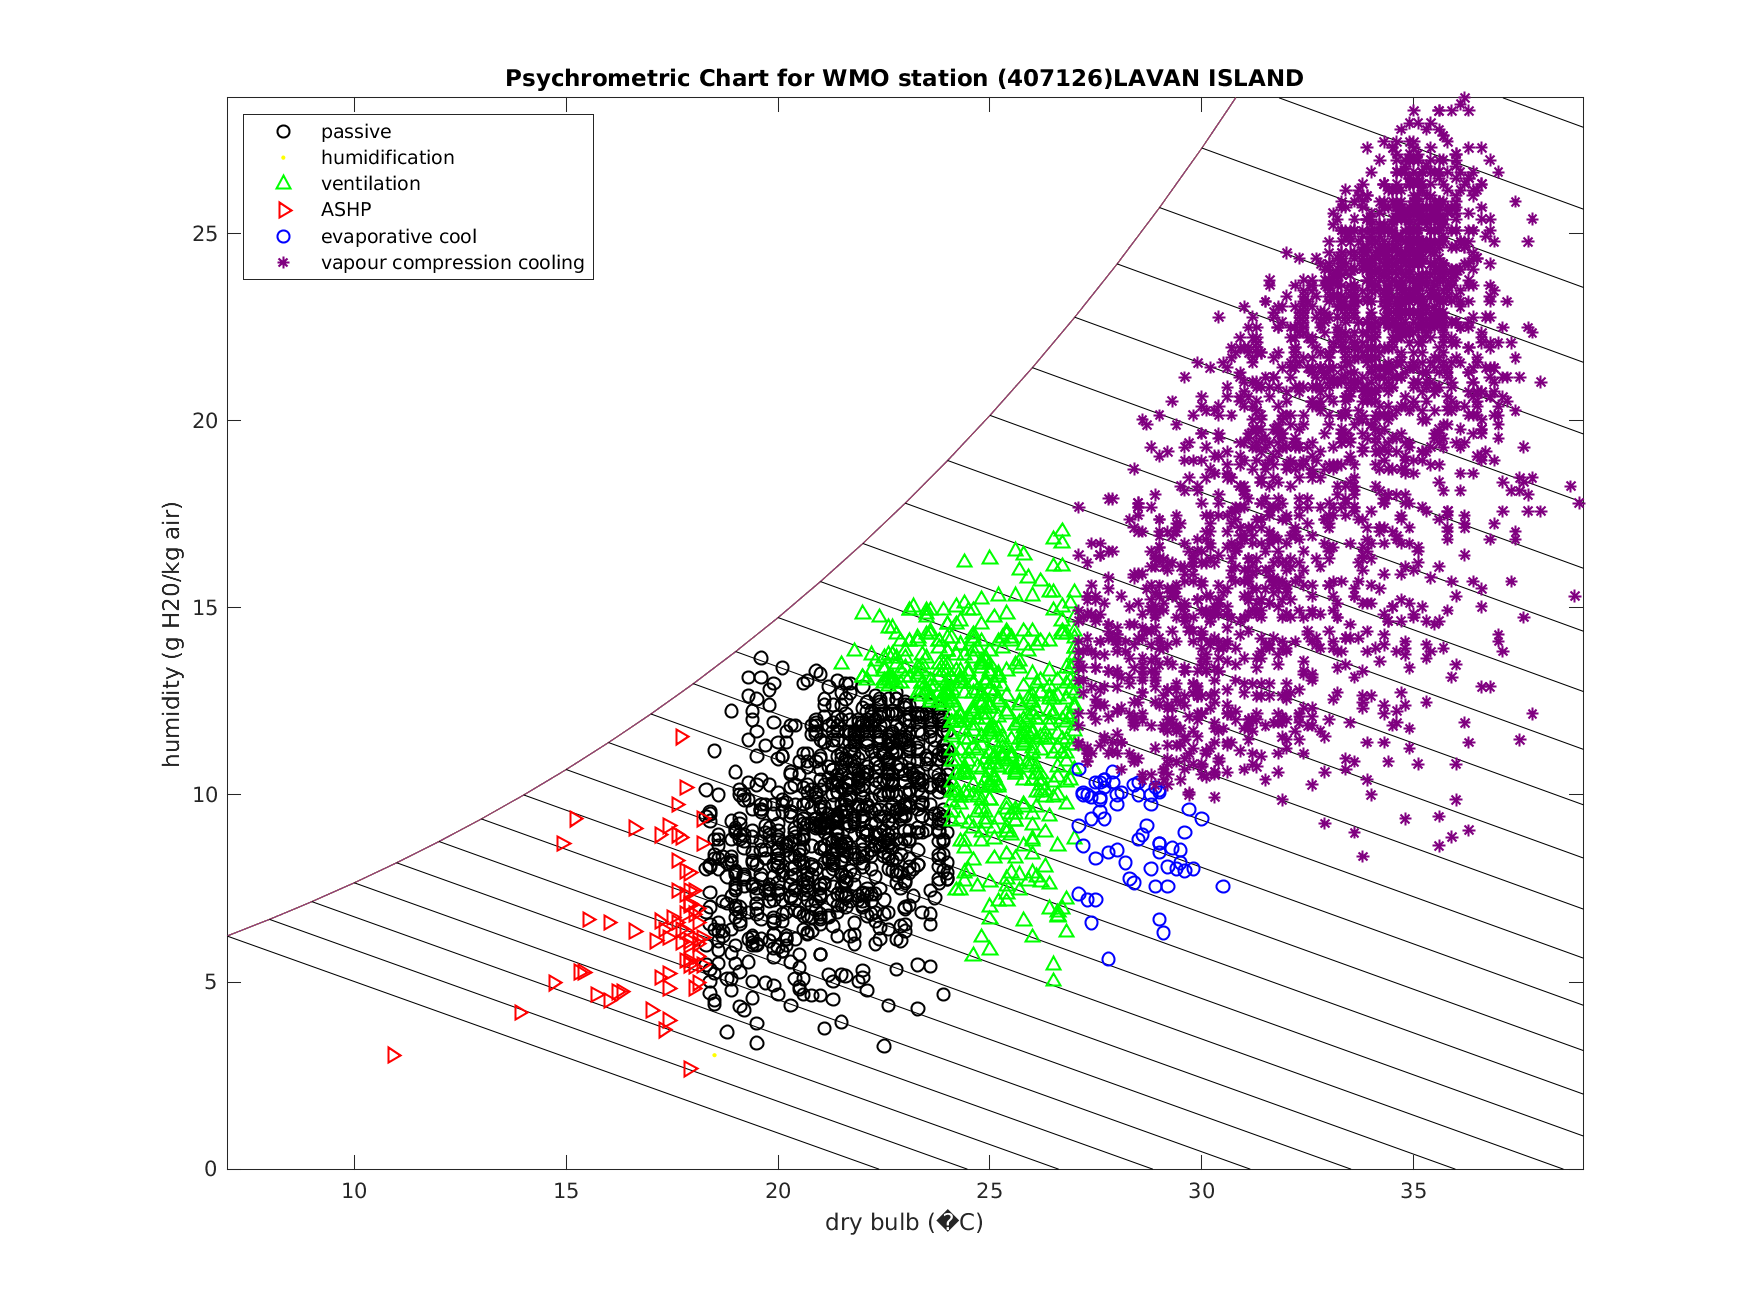 Psychrometric Chart for WMO station (407126)LAVAN ISLAND
passive
humidification
ventilation
ASHP
evaporative cool
vapour compression cooling
humidity (g H20/kg air)
25
20
15
10
5
0
10 15 20 25 30 35
dry bulb (�C)